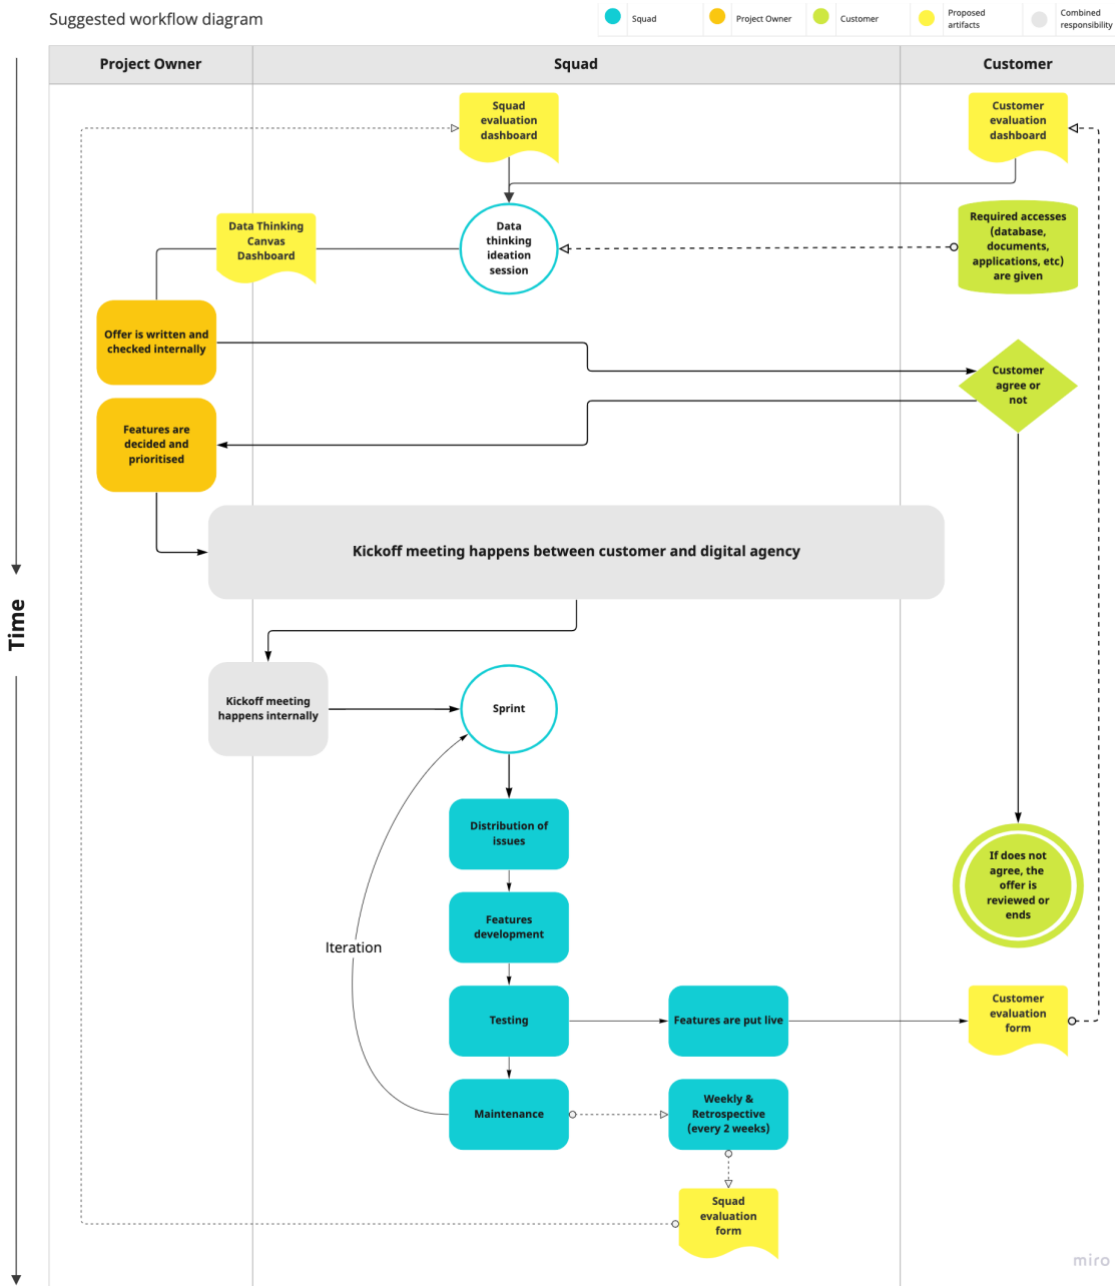 Suggested workflow diagram
Squad
Project Owner
Customer
Proposed
artifacts
Combined
responsibility
Project Owner
Squad
Customer
Squad
evaluation
dashboard
Customer
evaluation
dashboard
Data Thinking
Canvas
Dashboard
Data
thinking
ideation
session
Required accesses
(database,
documents,
applications, etc)
are given
Offer is written and
checked internally
Customer
agree or
not
Features are
decided and
prioritised
Kickoff meeting happens between customer and digital agency
Time
Kickoff meeting
happens internally
Sprint
Distribution of
issues
If does not
agree, the
offer is
reviewed or
ends
Features
development
Iteration
Testing
Features are put live
Customer
evaluation
form
Maintenance
Weekly &
Retrospective
(every 2 weeks)
Squad
evaluation
form
miro